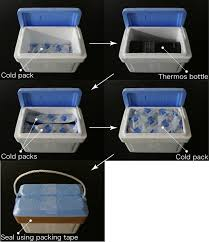 Cold pack
Thermos bottle
Cold packs
Cold pack
Seal using packing tape